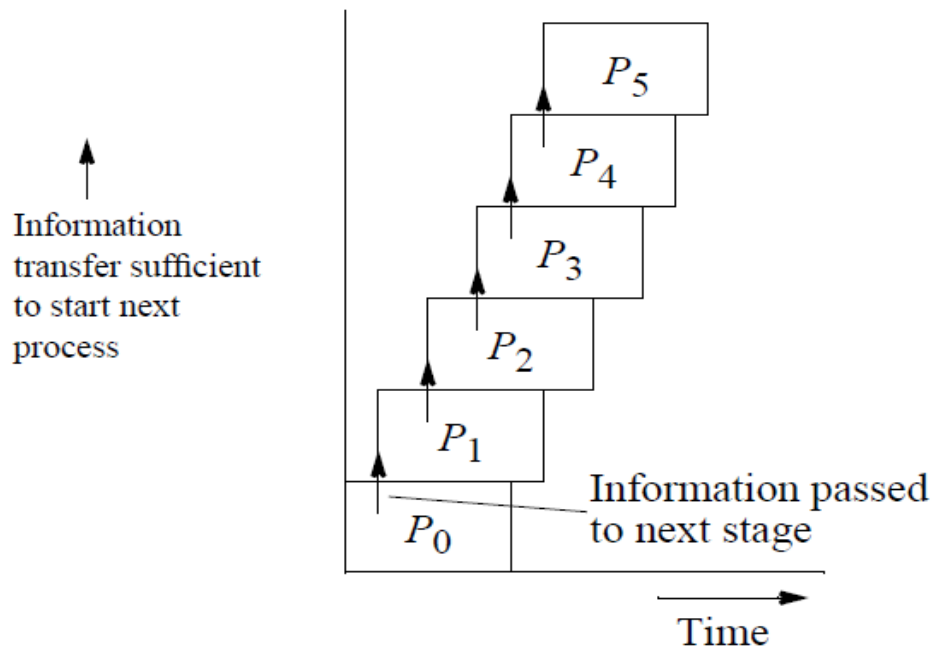 P5
P4
P3
P2
P1
P0
Information
transfer sufficient
to start next
process
Information passed
to next stage
Time